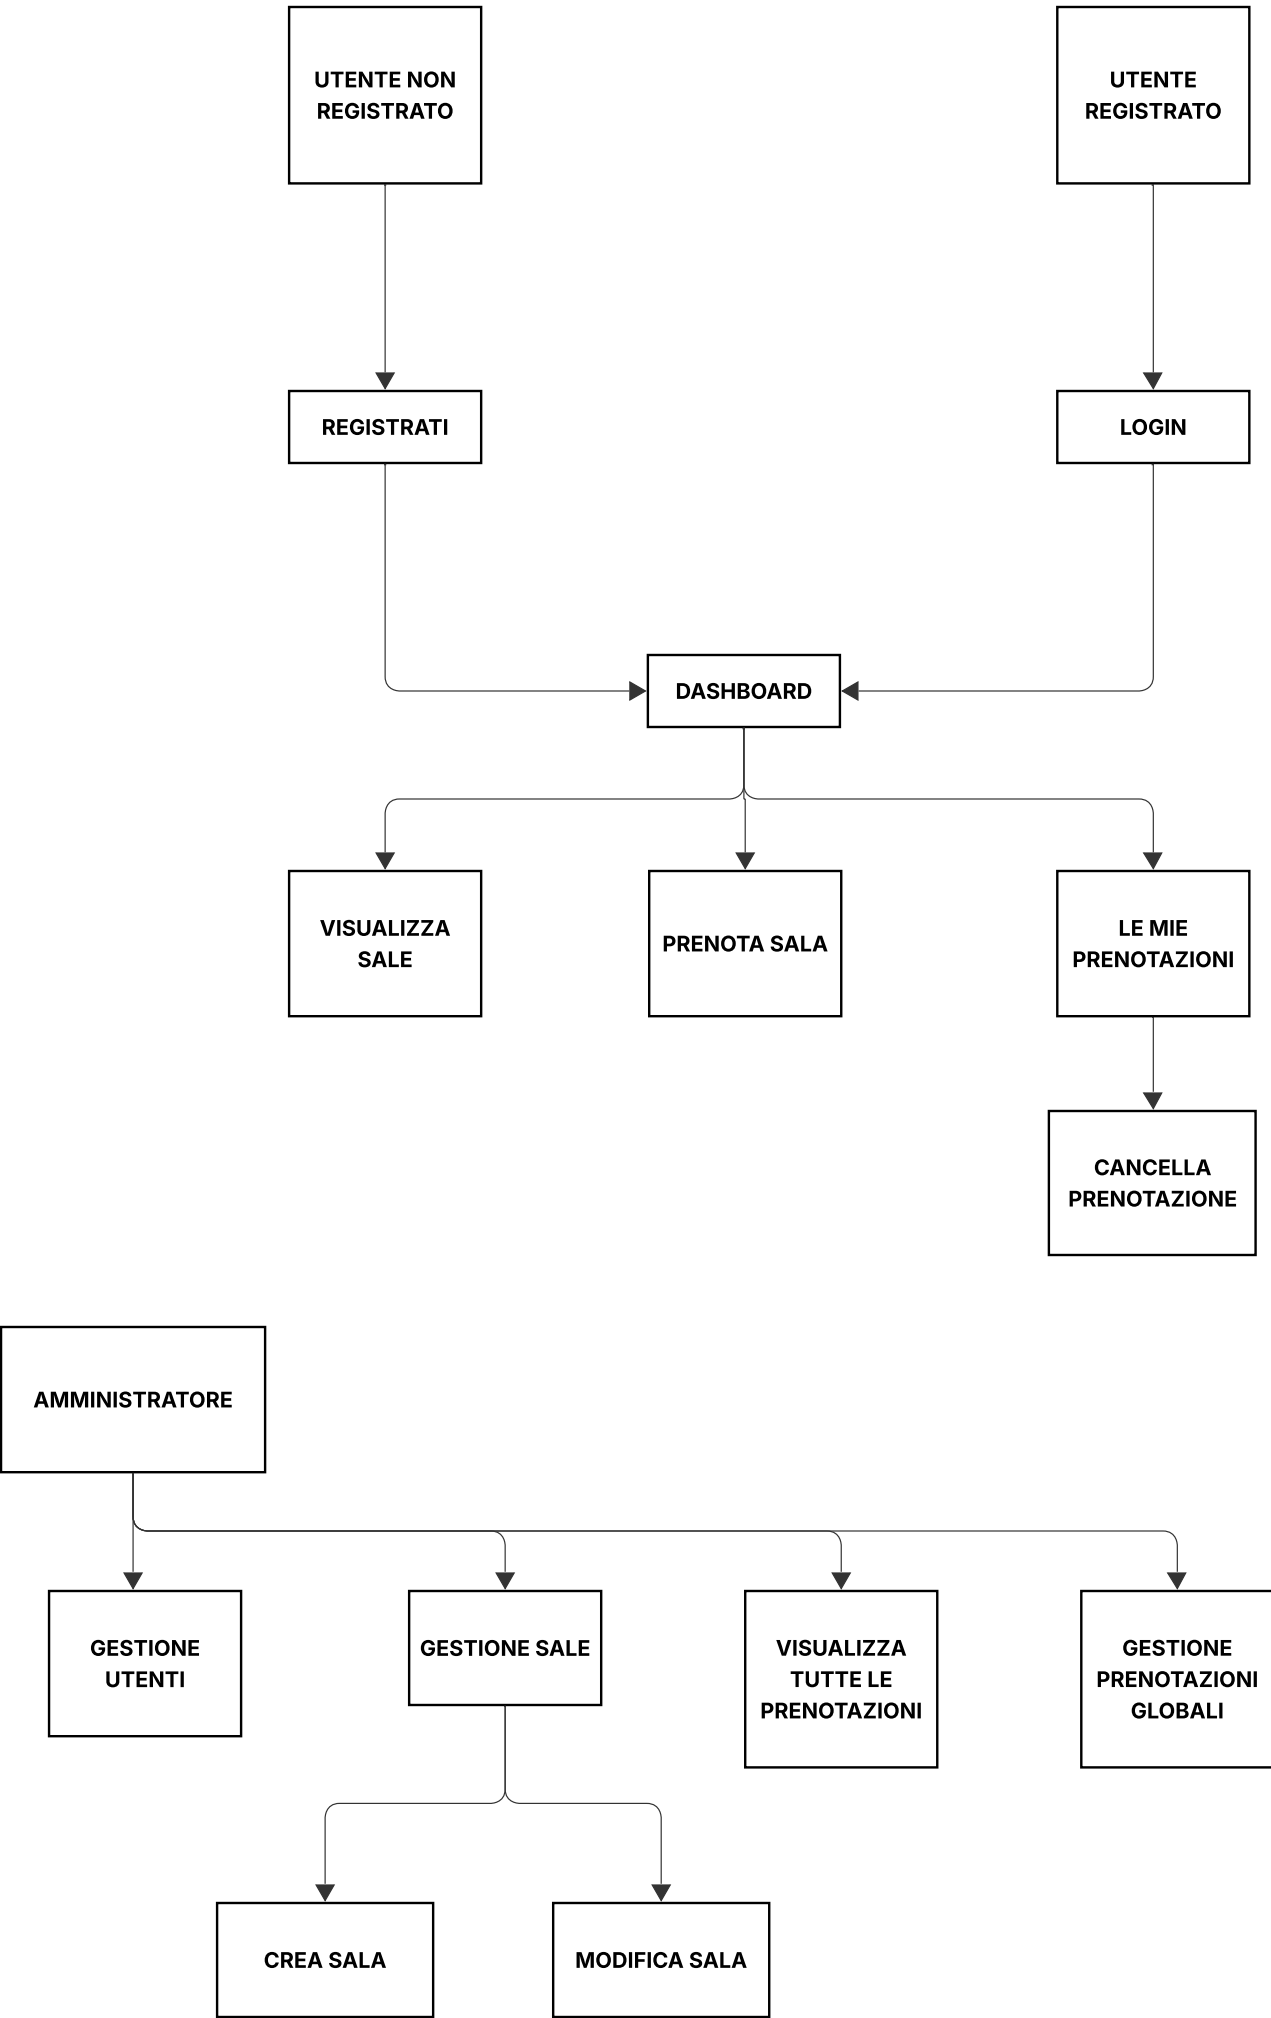 UTENTE NON
REGISTRATO
UTENTE
REGISTRATO
REGISTRATI
LOGIN
DASHBOARD
VISUALIZZA
SALE
PRENOTA SALA
LE MIE
PRENOTAZIONI
CANCELLA
PRENOTAZIONE
AMMINISTRATORE
GESTIONE
UTENTI
GESTIONE SALE
VISUALIZZA
TUTTE LE
PRENOTAZIONI
GESTIONE
PRENOTAZIONI
GLOBALI
CREA SALA
MODIFICA SALA